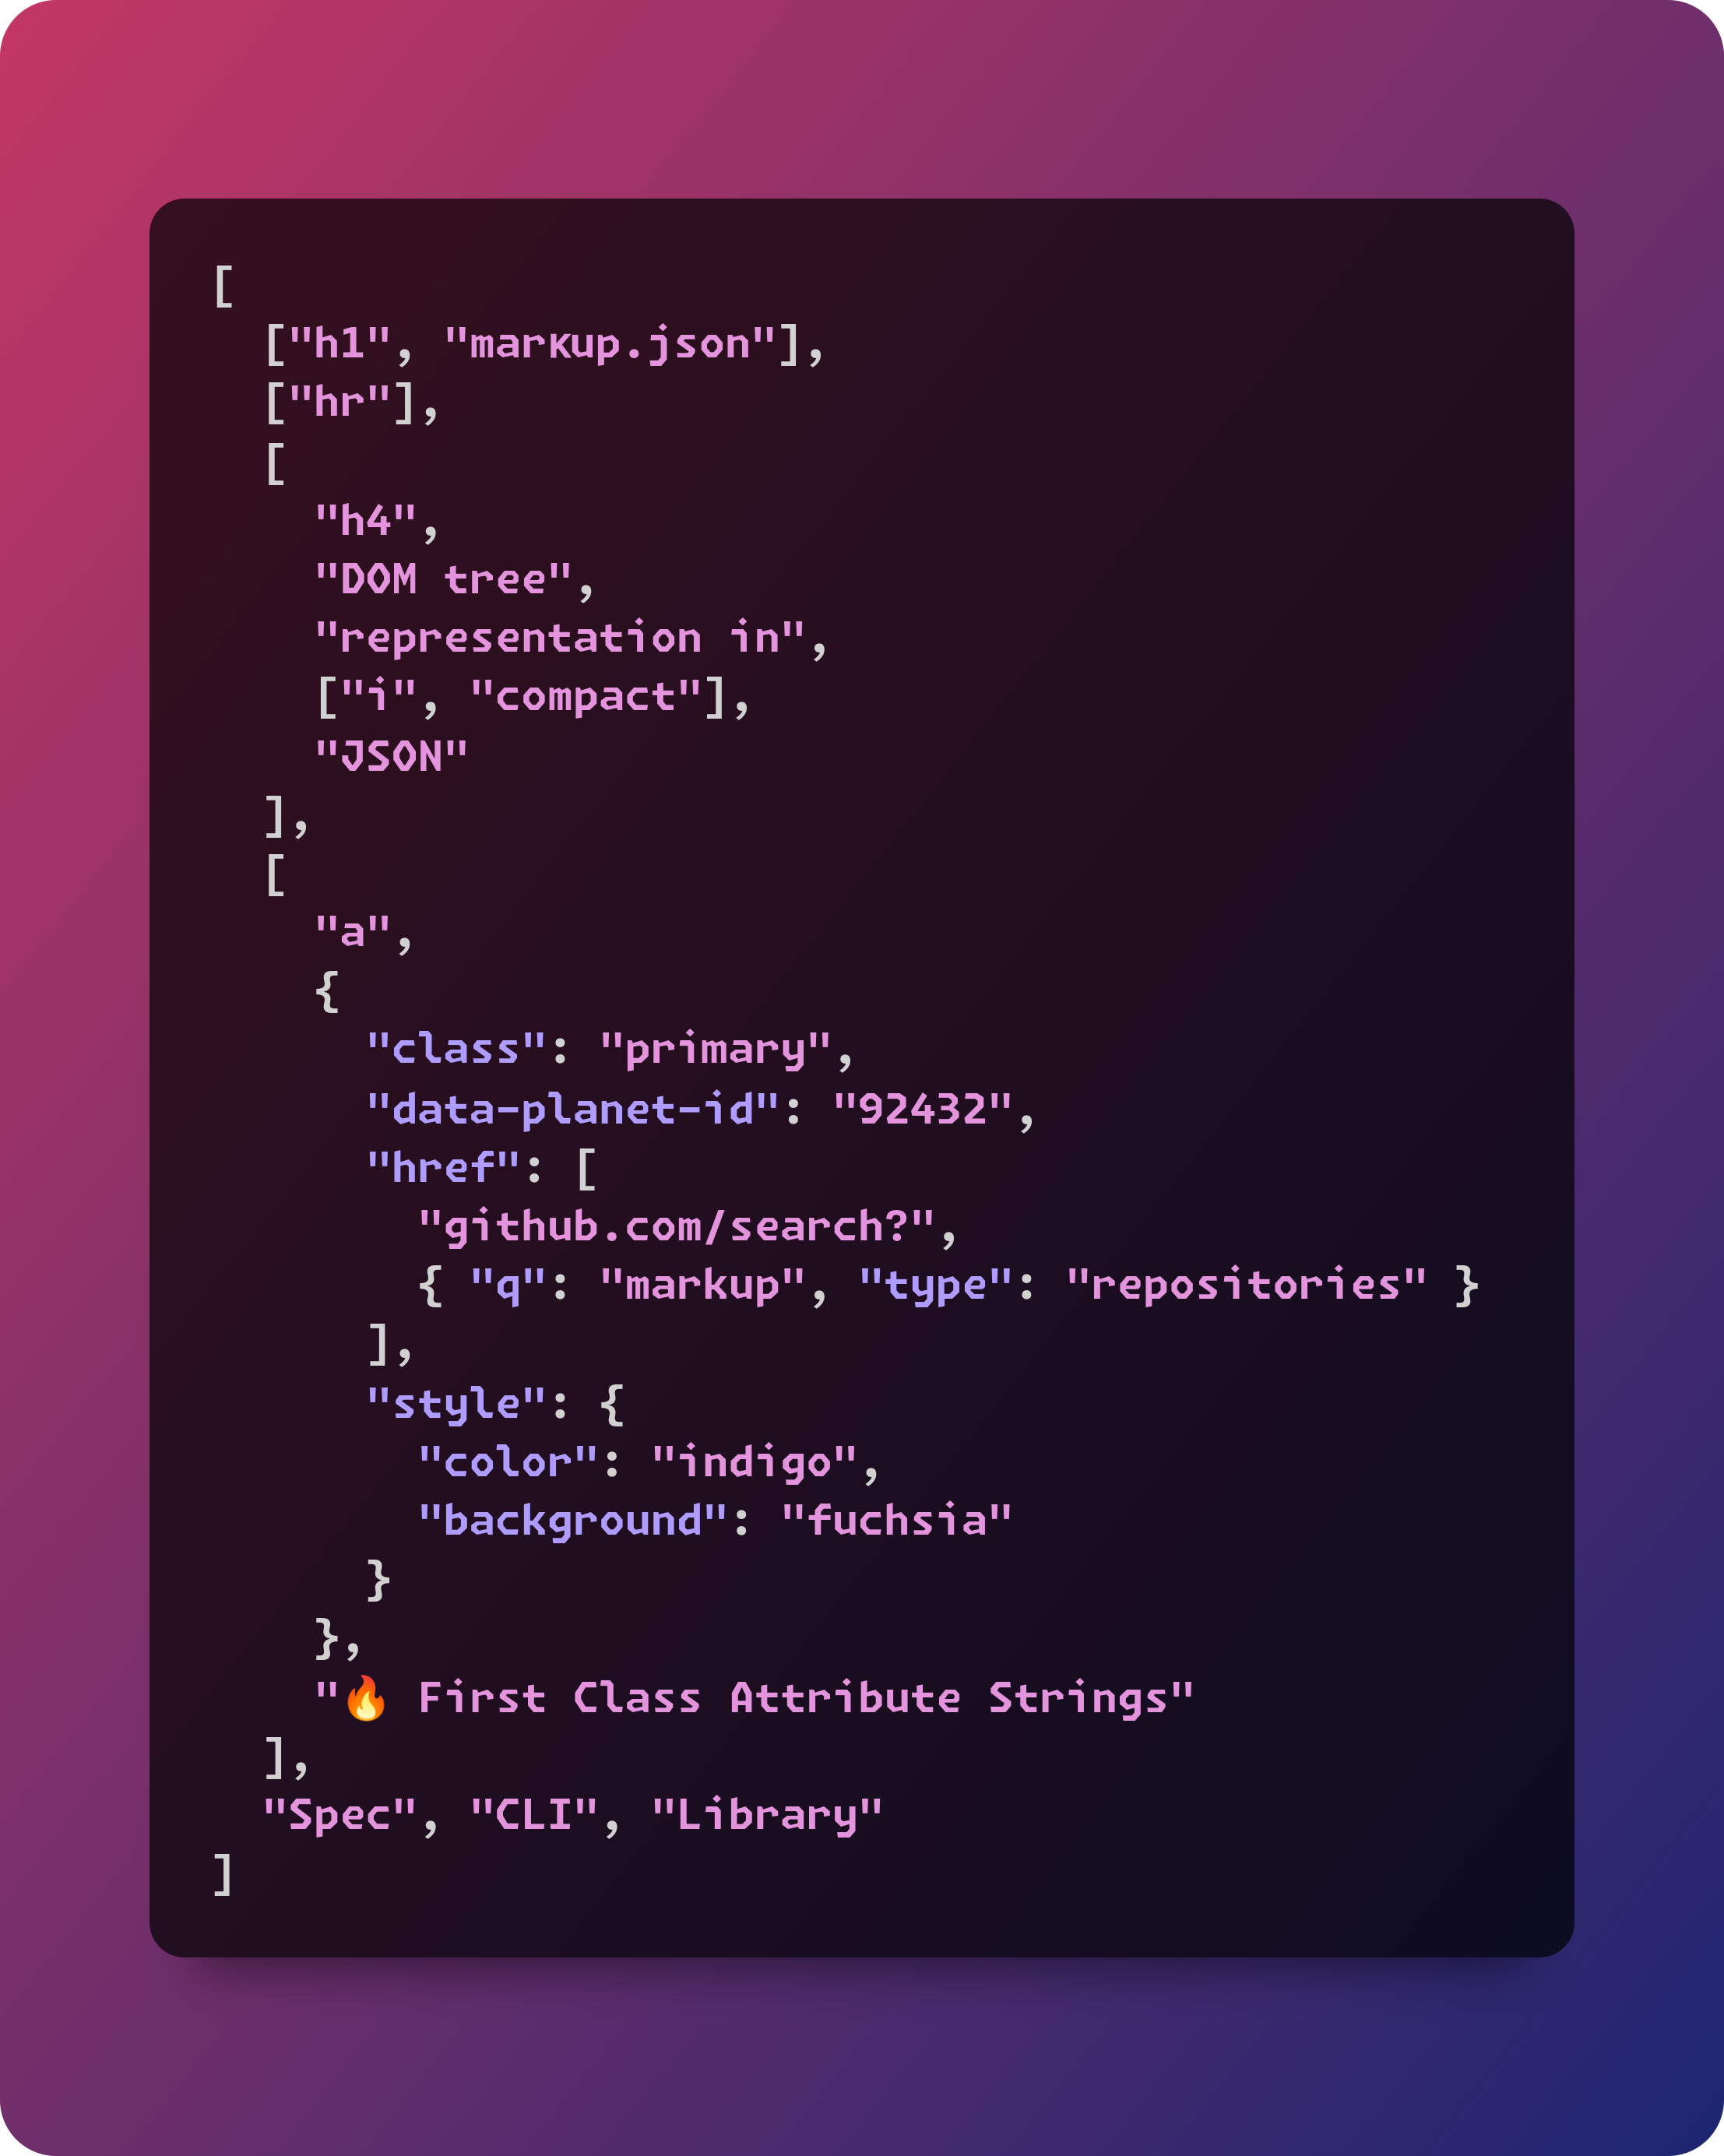 [
  ["h1", "markup.json"],
  ["hr"],
  [
    "h4",
    "DOM tree",
    "representation in",
    ["i", "compact"],
    "JSON"
  ],
  [
    "a",
    {
      "class": "primary",
      "data-planet-id": "92432",
      "href": [
        "github.com/search?",
        { "q": "markup", "type": "repositories" }
      ],
      "style": {
        "color": "indigo",
        "background": "fuchsia"
      }
    },
    "🔥 First Class Attribute Strings"
  ],
  "Spec", "CLI", "Library"
]